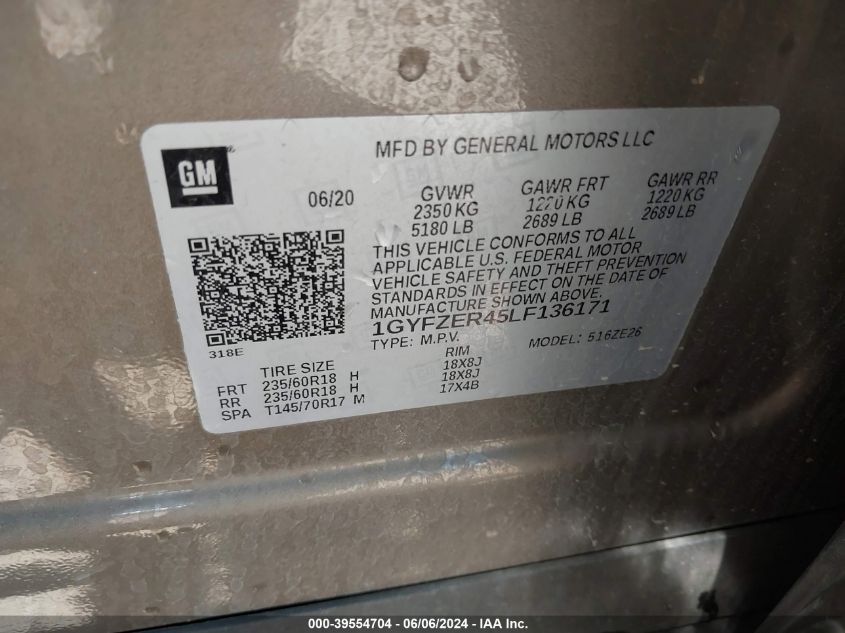 MFD BY GENERAL MOTORS LLC
GM
06/20
GVWR GAWR FRT GAWR RR
2350 KG 1220 KG 1220 KG
5180 LB 2689 LB 2689 LB
THIS VEHICLE CONFORMS TO ALL
APPLICABLE U.S. FEDERAL MOTOR
VEHICLE SAFETY AND THEFT PREVENTION
STANDARDS IN EFFECT ON THE DATE OF
MANUFACTURE SHOWN ABOVE.
1GYFZER45LF136171
TYPE: M.P.V. MODEL: 516ZE26
318E
TIRE SIZE RIM
FRT 235/60R18 H 18X8J
RR 235/60R18 H 18X8J
SPA T145/70R17 M 17X4B
000-39554704 - 06/06/2024 - IAA Inc.